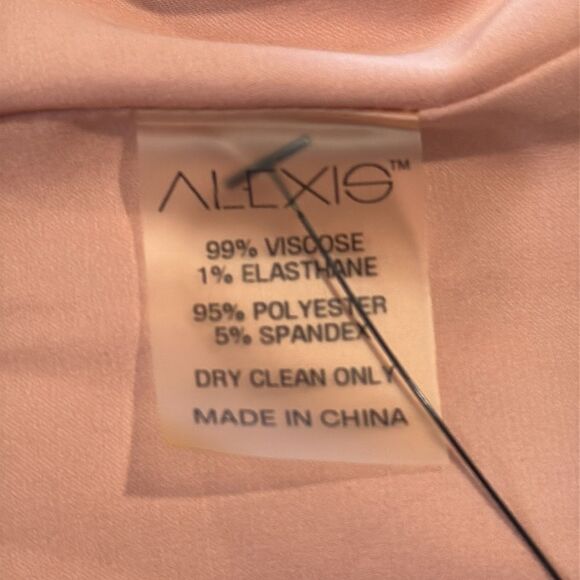 ALEXIS™
99% VISCOSE
1% ELASTHANE
95% POLYESTER
5% SPANDEX
DRY CLEAN ONLY
MADE IN CHINA